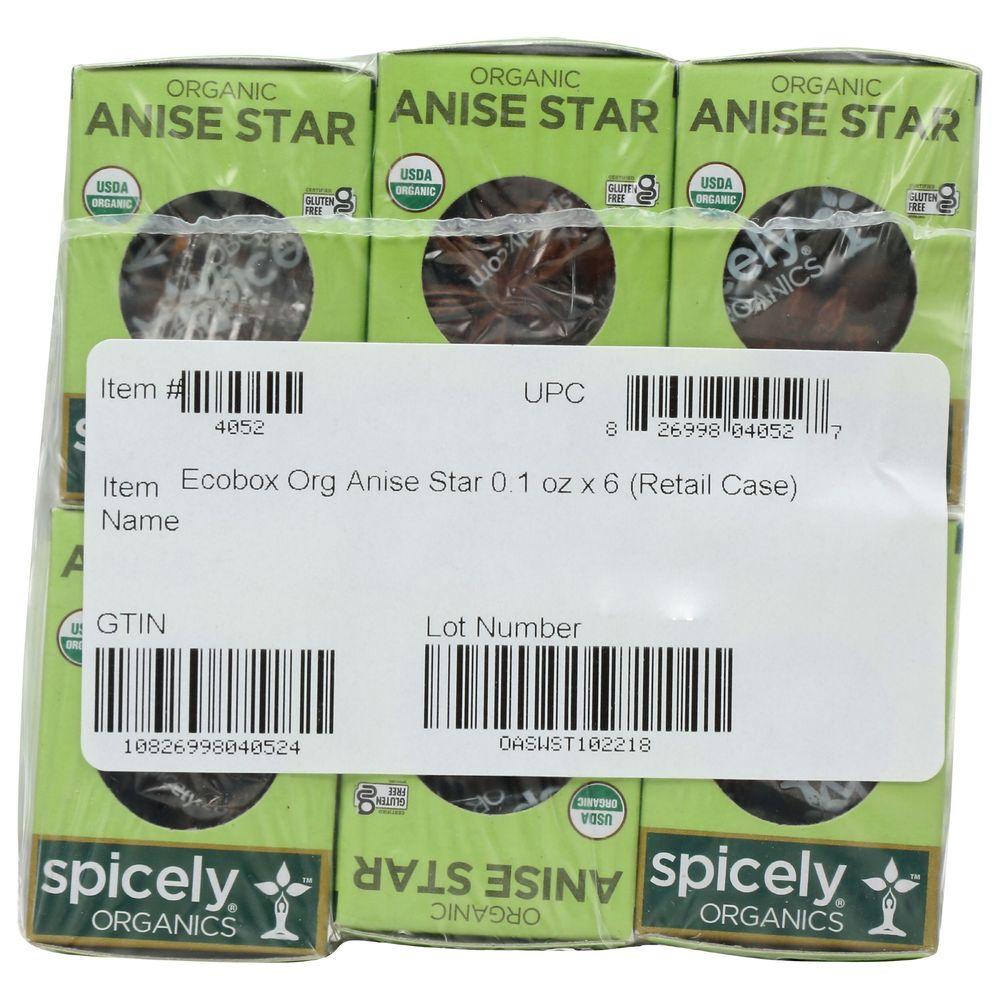 ORGANIC
ANISE STAR
USDA
ORGANIC
CERTIFIED
GLUTEN
FREE
ORGANIC
ANISE STAR
USDA
ORGANIC
CERTIFIED
GLUTEN
FREE
ORGANIC
ANISE STAR
USDA
ORGANIC
CERTIFIED
GLUTEN
FREE
ORGANICS
Item #
4052
UPC
8 26998 04052 7
Item Name
Ecobox Org Anise Star 0.1 oz x 6 (Retail Case)
GTIN
10826998040524
Lot Number
OASWST102218
spicely®
ORGANICS
TM
GLUTEN
FREE
CERTIFIED
USDA
ORGANIC
ORGANIC
ANISE STAR
spicely®
ORGANICS
TM